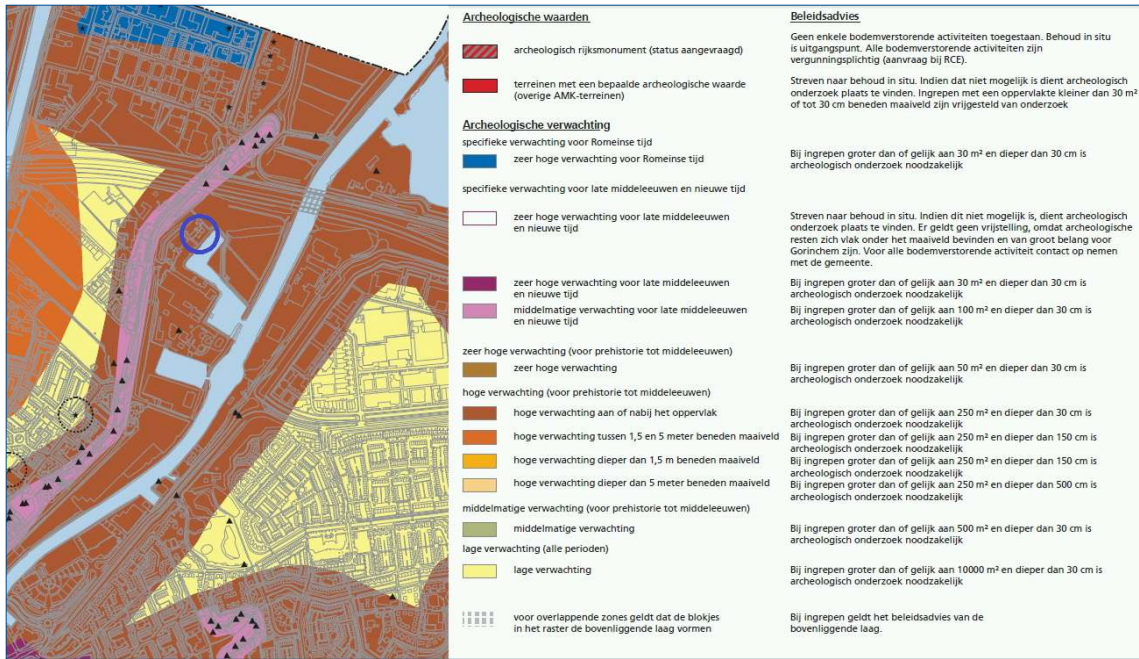 Archeologische waarden
Beleidsadvies
archeologisch rijksmonument (status aangevraagd)
Geen enkele bodemverstorende activiteiten toegestaan. Behoud in situ
is uitgangspunt. Alle bodemverstorende activiteiten zijn
vergunningsplichtig (aanvraag bij RCE).
terreinen met een bepaalde archeologische waarde
(overige AMK-terreinen)
Streven naar behoud in situ. Indien dat niet mogelijk is dient archeologisch
onderzoek plaats te vinden. Ingrepen met een oppervlakte kleiner dan 30 m²
of tot 30 cm beneden maaiveld zijn vrijgesteld van onderzoek
Archeologische verwachting
specifieke verwachting voor Romeinse tijd
zeer hoge verwachting voor Romeinse tijd
Bij ingrepen groter dan of gelijk aan 30 m² en dieper dan 30 cm is
archeologisch onderzoek noodzakelijk
specifieke verwachting voor late middeleeuwen en nieuwe tijd
zeer hoge verwachting voor late middeleeuwen
en nieuwe tijd
Streven naar behoud in situ. Indien dit niet mogelijk is, dient archeologisch
onderzoek plaats te vinden. Er geldt geen vrijstelling, omdat archeologische
resten zich vlak onder het maaiveld bevinden en van groot belang voor
Gorinchem zijn. Voor alle bodemverstorende activiteit contact op nemen
met de gemeente.
zeer hoge verwachting voor late middeleeuwen
en nieuwe tijd
Bij ingrepen groter dan of gelijk aan 30 m² en dieper dan 30 cm is
archeologisch onderzoek noodzakelijk
middelmatige verwachting voor late middeleeuwen
en nieuwe tijd
Bij ingrepen groter dan of gelijk aan 100 m² en dieper dan 30 cm is
archeologisch onderzoek noodzakelijk
zeer hoge verwachting (voor prehistorie tot middeleeuwen)
zeer hoge verwachting
Bij ingrepen groter dan of gelijk aan 50 m² en dieper dan 30 cm is
archeologisch onderzoek noodzakelijk
hoge verwachting (voor prehistorie tot middeleeuwen)
hoge verwachting aan of nabij het oppervlak
Bij ingrepen groter dan of gelijk aan 250 m² en dieper dan 30 cm is
archeologisch onderzoek noodzakelijk
hoge verwachting tussen 1,5 en 5 meter beneden maaiveld
Bij ingrepen groter dan of gelijk aan 250 m² en dieper dan 150 cm is
archeologisch onderzoek noodzakelijk
hoge verwachting dieper dan 1,5 m beneden maaiveld
Bij ingrepen groter dan of gelijk aan 250 m² en dieper dan 150 cm is
archeologisch onderzoek noodzakelijk
hoge verwachting dieper dan 5 meter beneden maaiveld
Bij ingrepen groter dan of gelijk aan 250 m² en dieper dan 500 cm is
archeologisch onderzoek noodzakelijk
middelmatige verwachting (voor prehistorie tot middeleeuwen)
middelmatige verwachting
Bij ingrepen groter dan of gelijk aan 500 m² en dieper dan 30 cm is
archeologisch onderzoek noodzakelijk
lage verwachting (alle perioden)
lage verwachting
Bij ingrepen groter dan of gelijk aan 10000 m² en dieper dan 30 cm is
archeologisch onderzoek noodzakelijk
voor overlappende zones geldt dat de blokjes
in het raster de bovenliggende laag vormen
Bij ingrepen geldt het beleidsadvies van de
bovenliggende laag.